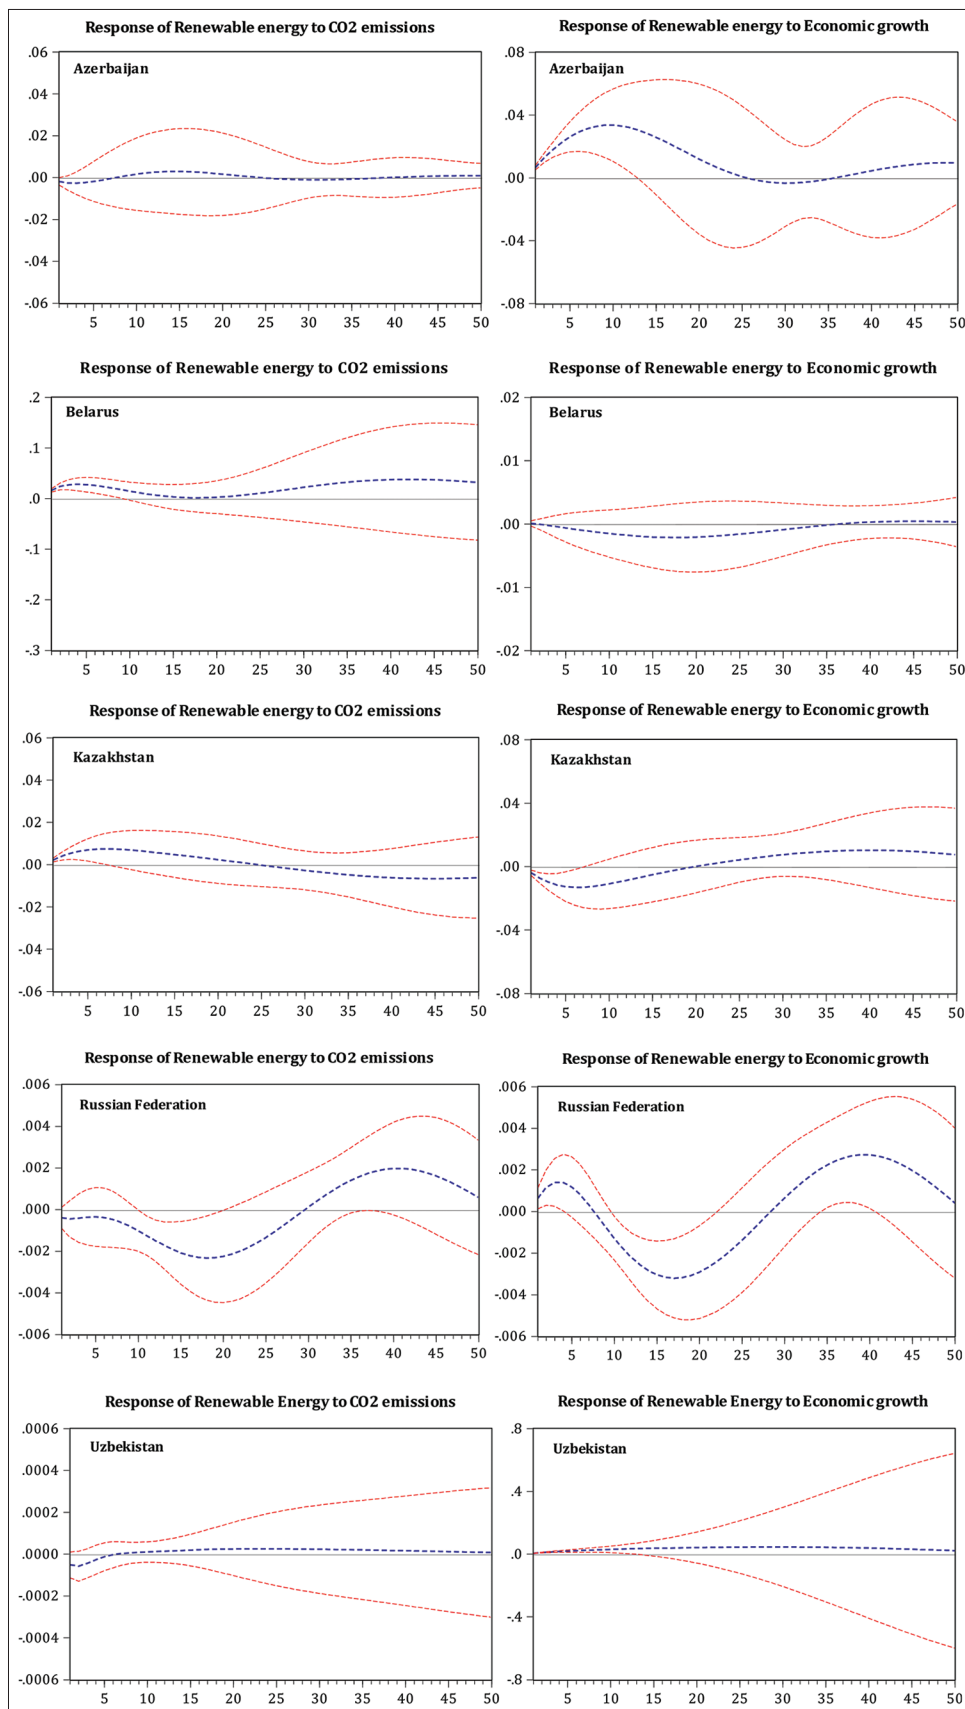 Response of Renewable energy to CO2 emissions
Response of Renewable energy to Economic growth
.06
.04
.02
.00
-.02
-.04
-.06
Azerbaijan
5 10 15 20 25 30 35 40 45 50
.08
.04
.00
-.04
-.08
Azerbaijan
5 10 15 20 25 30 35 40 45 50
Response of Renewable energy to CO2 emissions
Response of Renewable energy to Economic growth
.2
.1
.0
-.1
-.2
-.3
Belarus
5 10 15 20 25 30 35 40 45 50
.02
.01
.00
-.01
-.02
Belarus
5 10 15 20 25 30 35 40 45 50
Response of Renewable energy to CO2 emissions
Response of Renewable energy to Economic growth
.06
.04
.02
.00
-.02
-.04
-.06
Kazakhstan
5 10 15 20 25 30 35 40 45 50
.08
.04
.00
-.04
-.08
Kazakhstan
5 10 15 20 25 30 35 40 45 50
Response of Renewable energy to CO2 emissions
Response of Renewable energy to Economic growth
.006
.004
.002
.000
-.002
-.004
-.006
Russian Federation
5 10 15 20 25 30 35 40 45 50
.006
.004
.002
.000
-.002
-.004
-.006
Russian Federation
5 10 15 20 25 30 35 40 45 50
Response of Renewable Energy to CO2 emissions
Response of Renewable Energy to Economic growth
.0006
.0004
.0002
.0000
-.0002
-.0004
-.0006
Uzbekistan
5 10 15 20 25 30 35 40 45 50
.8
.4
.0
-.4
-.8
Uzbekistan
5 10 15 20 25 30 35 40 45 50